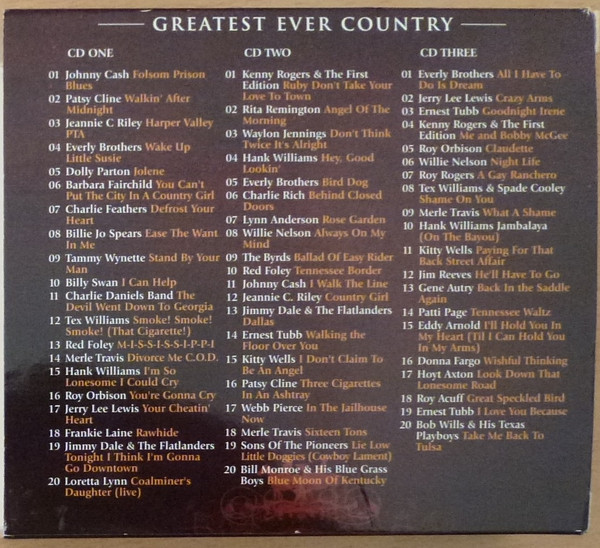 GREATEST EVER COUNTRY
CD ONE
01 Johnny Cash Folsom Prison
Blues
02 Patsy Cline Walkin' After
Midnight
03 Jeannie C Riley Harper Valley
PTA
04 Everly Brothers Wake Up
Little Susie
05 Dolly Parton Jolene
06 Barbara Fairchild You Can't
Put The City In A Country Girl
07 Charlie Feathers Defrost Your
Heart
08 Billie Jo Spears Ease The Want
In Me
09 Tammy Wynette Stand By Your
Man
10 Billy Swan I Can Help
11 Charlie Daniels Band The
Devil Went Down To Georgia
12 Tex Williams Smoke! Smoke!
Smoke! (That Cigarette!)
13 Red Foley M-I-S-S-I-S-S-I-P-P-I
14 Merle Travis Divorce Me C.O.D.
15 Hank Williams I'm So
Lonesome I Could Cry
16 Roy Orbison You're Gonna Cry
17 Jerry Lee Lewis Your Cheatin'
Heart
18 Frankie Laine Rawhide
19 Jimmy Dale & The Flatlanders
Tonight I Think I'm Gonna
Go Downtown
20 Loretta Lynn Coalminer's
Daughter (live)
CD TWO
01 Kenny Rogers & The First
Edition Ruby Don't Take Your
Love To Town
02 Rita Remington Angel Of The
Morning
03 Waylon Jennings Don't Think
Twice It's Alright
04 Hank Williams Hey, Good
Lookin'
05 Everly Brothers Bird Dog
06 Charlie Rich Behind Closed
Doors
07 Lynn Anderson Rose Garden
08 Willie Nelson Always On My
Mind
09 The Byrds Ballad Of Easy Rider
10 Red Foley Tennessee Border
11 Johnny Cash I Walk The Line
12 Jeannie C. Riley Country Girl
13 Jimmy Dale & The Flatlanders
Dallas
14 Ernest Tubb Walking the
Floor Over You
15 Kitty Wells I Don't Claim To
Be An Angel
16 Patsy Cline Three Cigarettes
In An Ashtray
17 Webb Pierce In The Jailhouse
Now
18 Merle Travis Sixteen Tons
19 Sons Of The Pioneers Lie Low
Little Doggies (Cowboy Lament)
20 Bill Monroe & His Blue Grass
Boys Blue Moon Of Kentucky
CD THREE
01 Everly Brothers All I Have To
Do Is Dream
02 Jerry Lee Lewis Crazy Arms
03 Ernest Tubb Goodnight Irene
04 Kenny Rogers & The First
Edition Me and Bobby McGee
05 Roy Orbison Claudette
06 Willie Nelson Night Life
07 Roy Rogers A Gay Ranchero
08 Tex Williams & Spade Cooley
Shame On You
09 Merle Travis What A Shame
10 Hank Williams Jambalaya
(On The Bayou)
11 Kitty Wells Paying For That
Back Street Affair
12 Jim Reeves He'll Have To Go
13 Gene Autry Back In the Saddle
Again
14 Patti Page Tennessee Waltz
15 Eddy Arnold I'll Hold You In
My Heart (Til I Can Hold You
In My Arms)
16 Donna Fargo Wishful Thinking
17 Hoyt Axton Look Down That
Lonesome Road
18 Roy Acuff Great Speckled Bird
19 Ernest Tubb I Love You Because
20 Bob Wills & His Texas
Playboys Take Me Back To
Tulsa